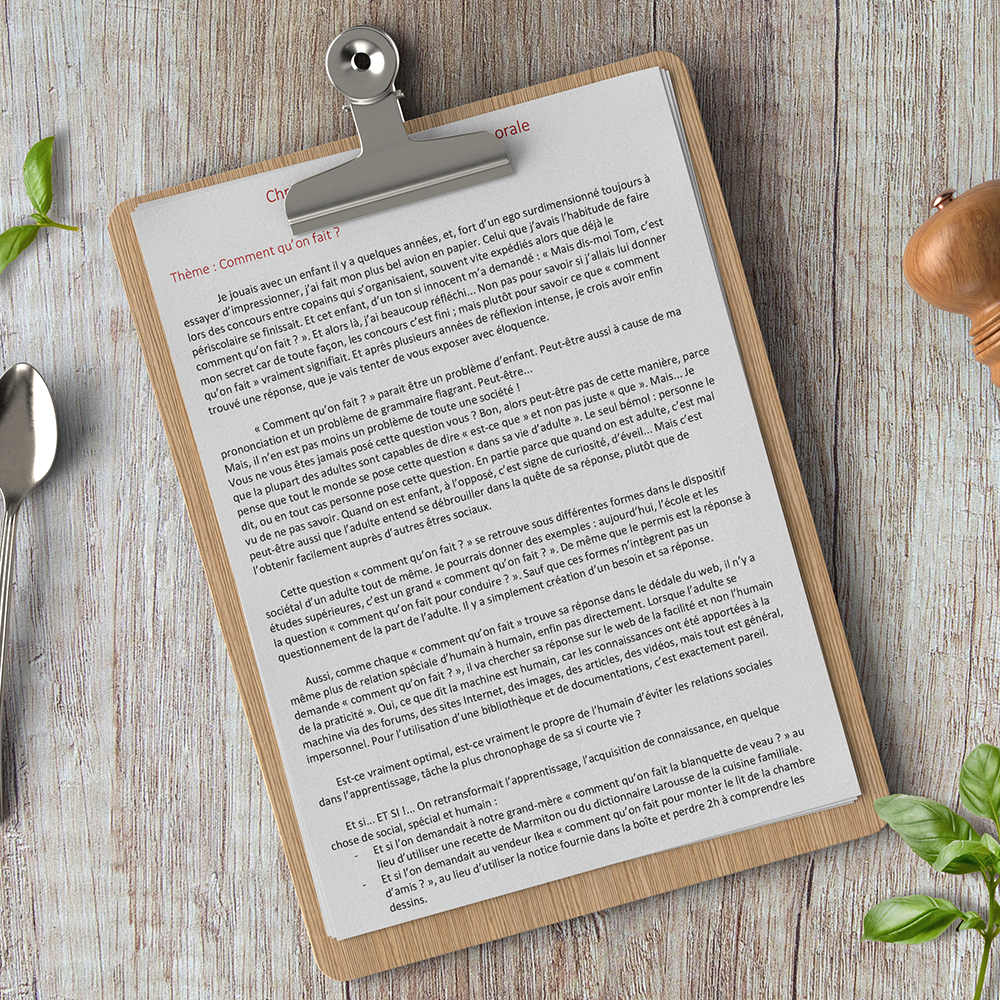 Chr orale
Thème : Comment qu'on fait ?
Je jouais avec un enfant il y a quelques années, et, fort d'un ego surdimensionné toujours à
essayer d'impressionner, j'ai fait mon plus bel avion en papier. Celui que j'avais l'habitude de faire
lors des concours entre copains qui s'organisaient, souvent vite expédiés alors que déjà le
périscolaire se finissait. Et cet enfant, d'un ton si innocent m'a demandé : « Mais dis-moi Tom, c'est
comment qu'on fait ? ». Et alors là, j'ai beaucoup réfléchi... Non pas pour savoir si j'allais lui donner
mon secret car de toute façon, les concours c'est fini ; mais plutôt pour savoir ce que « comment
qu'on fait » vraiment signifiait. Et après plusieurs années de réflexion intense, je crois avoir enfin
trouvé une réponse, que je vais tenter de vous exposer avec éloquence.
« Comment qu'on fait ? » paraît être un problème d'enfant. Peut-être aussi à cause de ma
prononciation et un problème de grammaire flagrant. Peut-être...
Mais, il n'en est pas moins un problème de toute une société !
Vous ne vous êtes jamais posé cette question vous ? Bon, alors peut-être pas de cette manière, parce
que la plupart des adultes sont capables de dire « est-ce que » et non pas juste « que ». Mais... Je
pense que tout le monde se pose cette question « dans sa vie d'adulte ». Le seul bémol : personne le
dit, ou en tout cas personne pose cette question. En partie parce que quand on est adulte, c'est mal
vu de ne pas savoir. Quand on est enfant, à l'opposé, c'est signe de curiosité, d'éveil... Mais c'est
peut-être aussi que l'adulte entend se débrouiller dans la quête de sa réponse, plutôt que de
l'obtenir facilement auprès d'autres êtres sociaux.
Cette question « comment qu'on fait ? » se retrouve sous différentes formes dans le dispositif
sociétal d'un adulte tout de même. Je pourrais donner des exemples : aujourd'hui, l'école et les
études supérieures, c'est un grand « comment qu'on fait ? ». De même que le permis est la réponse à
la question « comment qu'on fait pour conduire ? ». Sauf que ces formes n'intègrent pas un
questionnement de la part de l'adulte. Il y a simplement création d'un besoin et sa réponse.
Aussi, comme chaque « comment qu'on fait » trouve sa réponse dans le dédale du web, il n'y a
même plus de relation spéciale d'humain à humain, enfin pas directement. Lorsque l'adulte se
demande « comment qu'on fait ? », il va chercher sa réponse sur le web de la facilité et non l'humain
de la praticité ». Oui, ce que dit la machine est humain, car les connaissances ont été apportées à la
machine via des forums, des sites Internet, des images, des articles, des vidéos, mais tout est général,
impersonnel. Pour l'utilisation d'une bibliothèque et de documentations, c'est exactement pareil.
Est-ce vraiment optimal, est-ce vraiment le propre de l'humain d'éviter les relations sociales
dans l'apprentissage, tâche la plus chronophage de sa si courte vie ?
Et si... ET SI !... On retransformait l'apprentissage, l'acquisition de connaissance, en quelque
chose de social, spécial et humain :
- Et si l'on demandait à notre grand-mère « comment qu'on fait la blanquette de veau ? » au
lieu d'utiliser une recette de Marmiton ou du dictionnaire Larousse de la cuisine familiale.
- Et si l'on demandait au vendeur Ikea « comment qu'on fait pour monter le lit de la chambre
d'amis ? », au lieu d'utiliser la notice fournie dans la boîte et perdre 2h à comprendre les
dessins.